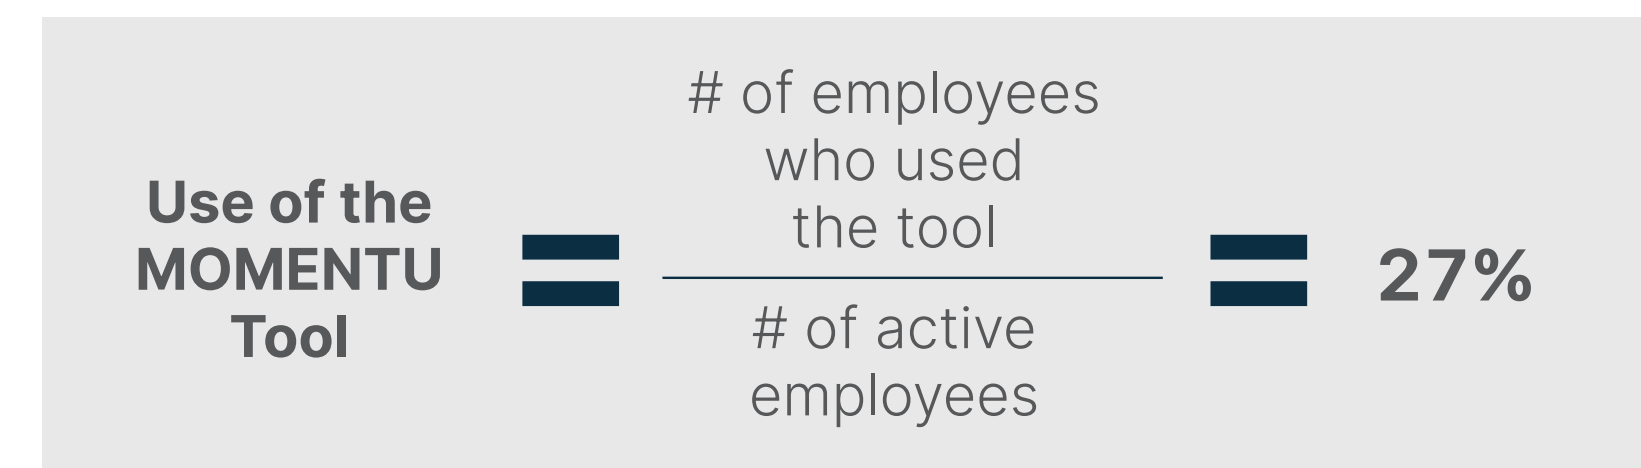 Use of the
MOMENTU
Tool
=
# of employees
who used
the tool
# of active
employees
=
27%